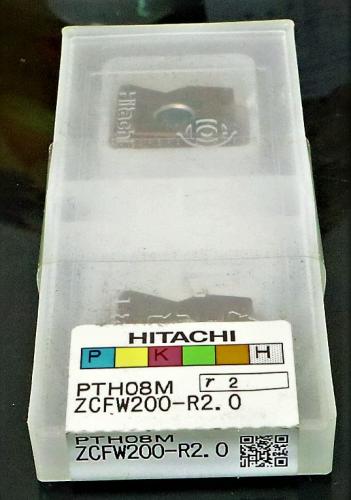 Hitachi
HITACHI
P K H
PTH08M r 2
ZCFW200-R2.0
PTH08M
ZCFW200-R2.0